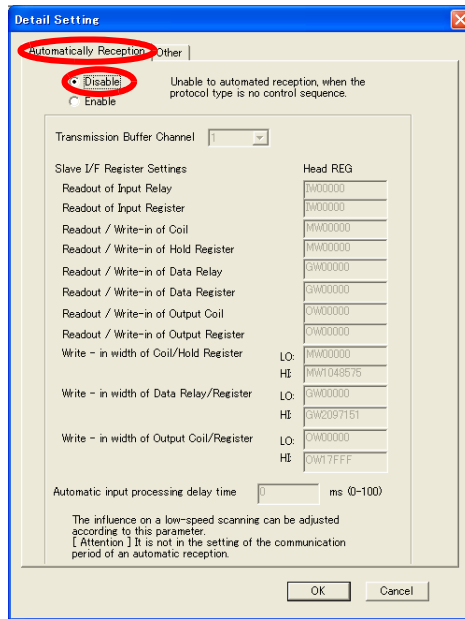 Detail Setting
Automatically Reception Other
Disable
Enable
Unable to automated reception, when the
protocol type is no control sequence.
Transmission Buffer Channel 1
Slave I/F Register Settings Head REG
Readout of Input Relay IW00000
Readout of Input Register IW00000
Readout / Write-in of Coil MW00000
Readout / Write-in of Hold Register MW00000
Readout / Write-in of Data Relay GW00000
Readout / Write-in of Data Register GW00000
Readout / Write-in of Output Coil OW00000
Readout / Write-in of Output Register OW00000
Write - in width of Coil/Hold Register LO: MW00000
HI: MW1048575
Write - in width of Data Relay/Register LO: GW00000
HI: GW2097151
Write - in width of Output Coil/Register LO: OW00000
HI: OW17FFF
Automatic input processing delay time 0 ms (0-100)
The influence on a low-speed scanning can be adjusted
according to this parameter.
[ Attention ] It is not in the setting of the communication
period of an automatic reception.
OK Cancel